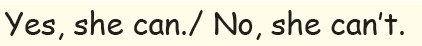 Yes, she can./ No, she can't.